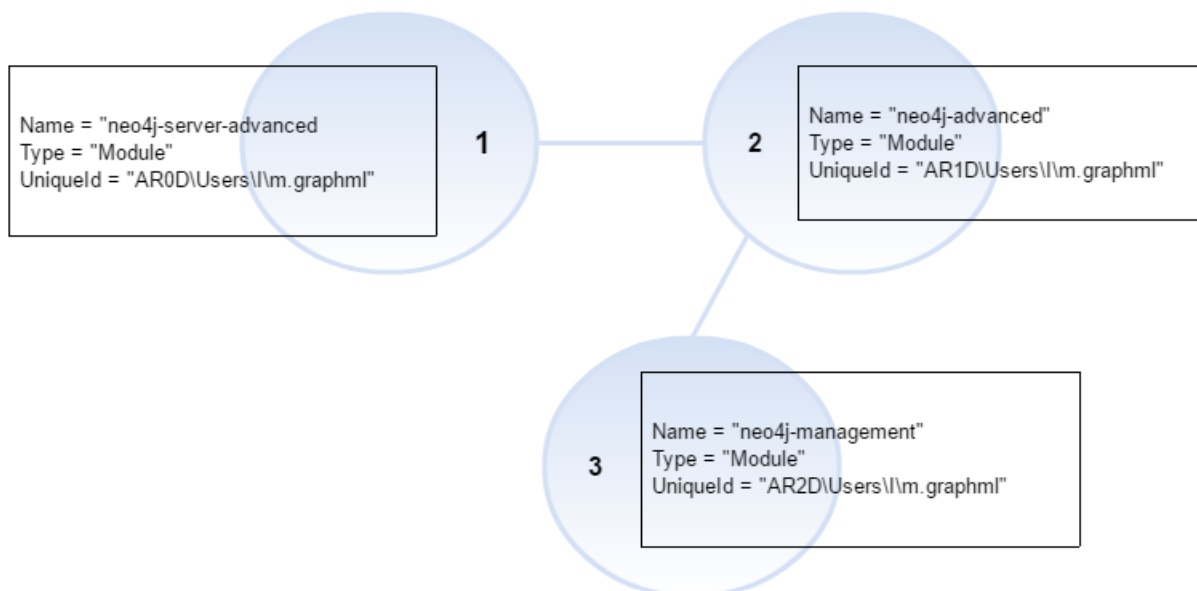 Name = "neo4j-server-advanced
Type = "Module"
UniqueId = "AR0D\Users\I\m.graphml"
1
2
Name = "neo4j-advanced"
Type = "Module"
UniqueId = "AR1D\Users\I\m.graphml"
3
Name = "neo4j-management"
Type = "Module"
UniqueId = "AR2D\Users\I\m.graphml"